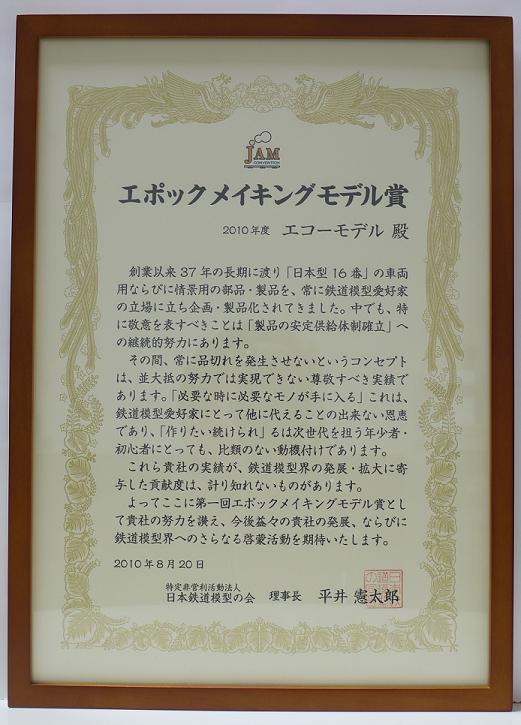 JAM
CONVENTION
エポックメイキングモデル賞
2010年度 エコーモデル 殿
創業以来37年の長期に渡り「日本型16番」の車両
用ならびに情景用の部品・製品を、常に鉄道模型愛好家
の立場に立ち企画・製品化されてきました。中でも、特
に敬意を表すべきことは「製品の安定供給体制確立」へ
の継続的努力にあります。
その間、常に品切れを発生させないというコンセプト
は、並大抵の努力では実現できない尊敬すべき実績であ
ります。「必要な時に必要なモノが手に入る」これは、
鉄道模型愛好家にとって他に代えることの出来ない恩恵
であり、「作りたい続けられ」るは次世代を担う年少者・
初心者にとっても、比類のない動機付けであります。
これら貴社の実績が、鉄道模型界の発展・拡大に寄
与した貢献度は、計り知れないものがあります。
よってここに第一回エポックメイキングモデル賞とし
て貴社の努力を讃え、今後益々の貴社の発展、ならびに
鉄道模型界へのさらなる啓蒙活動を期待いたします。
2010年8月20日
特定非営利活動法人
日本鉄道模型の会 理事長 平井 憲太郎